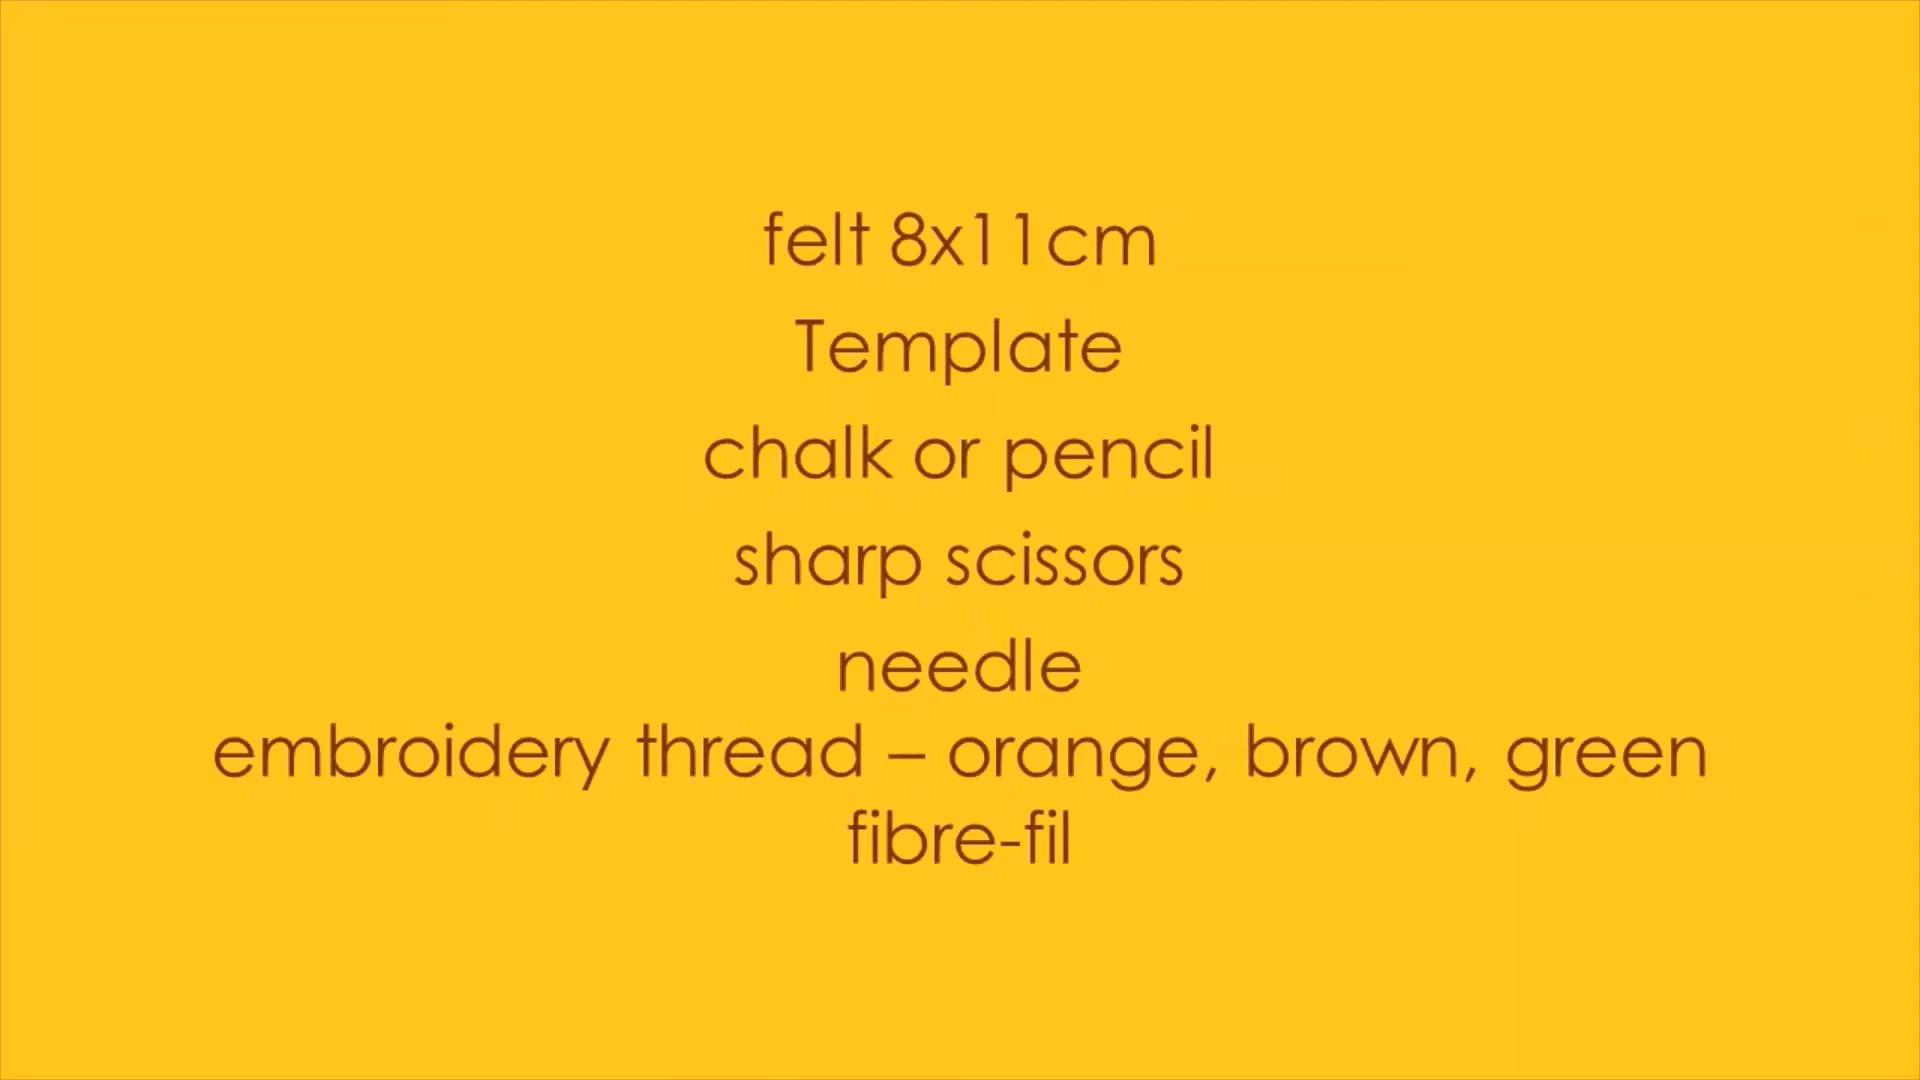 felt 8x11cm
Template
chalk or pencil
sharp scissors
needle
embroidery thread – orange, brown, green
fibre-fil